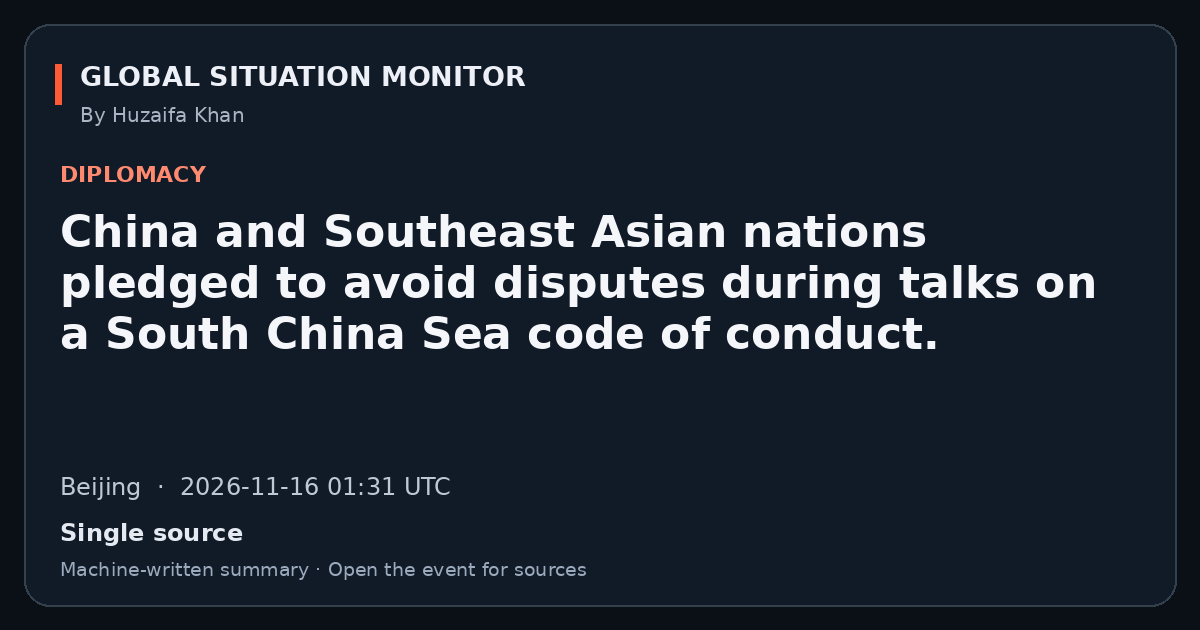 GLOBAL SITUATION MONITOR
By Huzaifa Khan
DIPLOMACY
China and Southeast Asian nations
pledged to avoid disputes during talks on
a South China Sea code of conduct.
Beijing · 2026-11-16 01:31 UTC
Single source
Machine-written summary · Open the event for sources